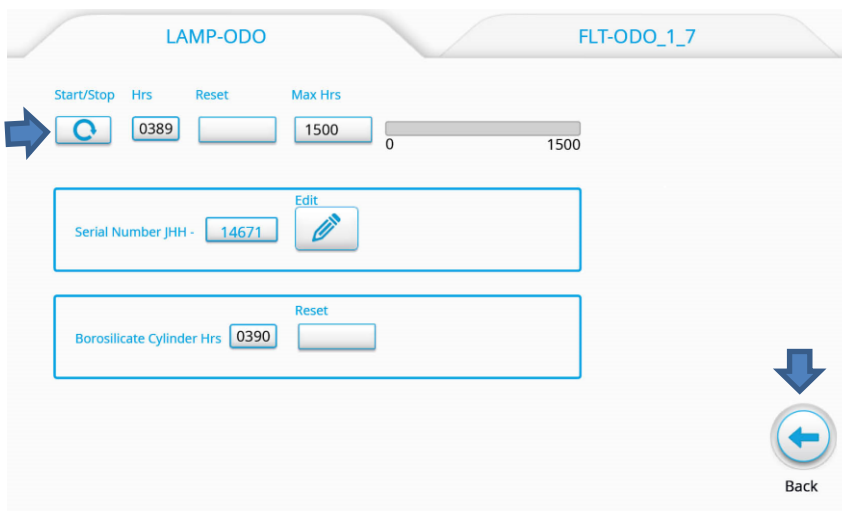 LAMP-ODO FLT-ODO_1_7
Start/Stop Hrs Reset Max Hrs
0389 1500
0 1500
Edit
Serial Number JHH - 14671
Reset
Borosilicate Cylinder Hrs 0390
Back